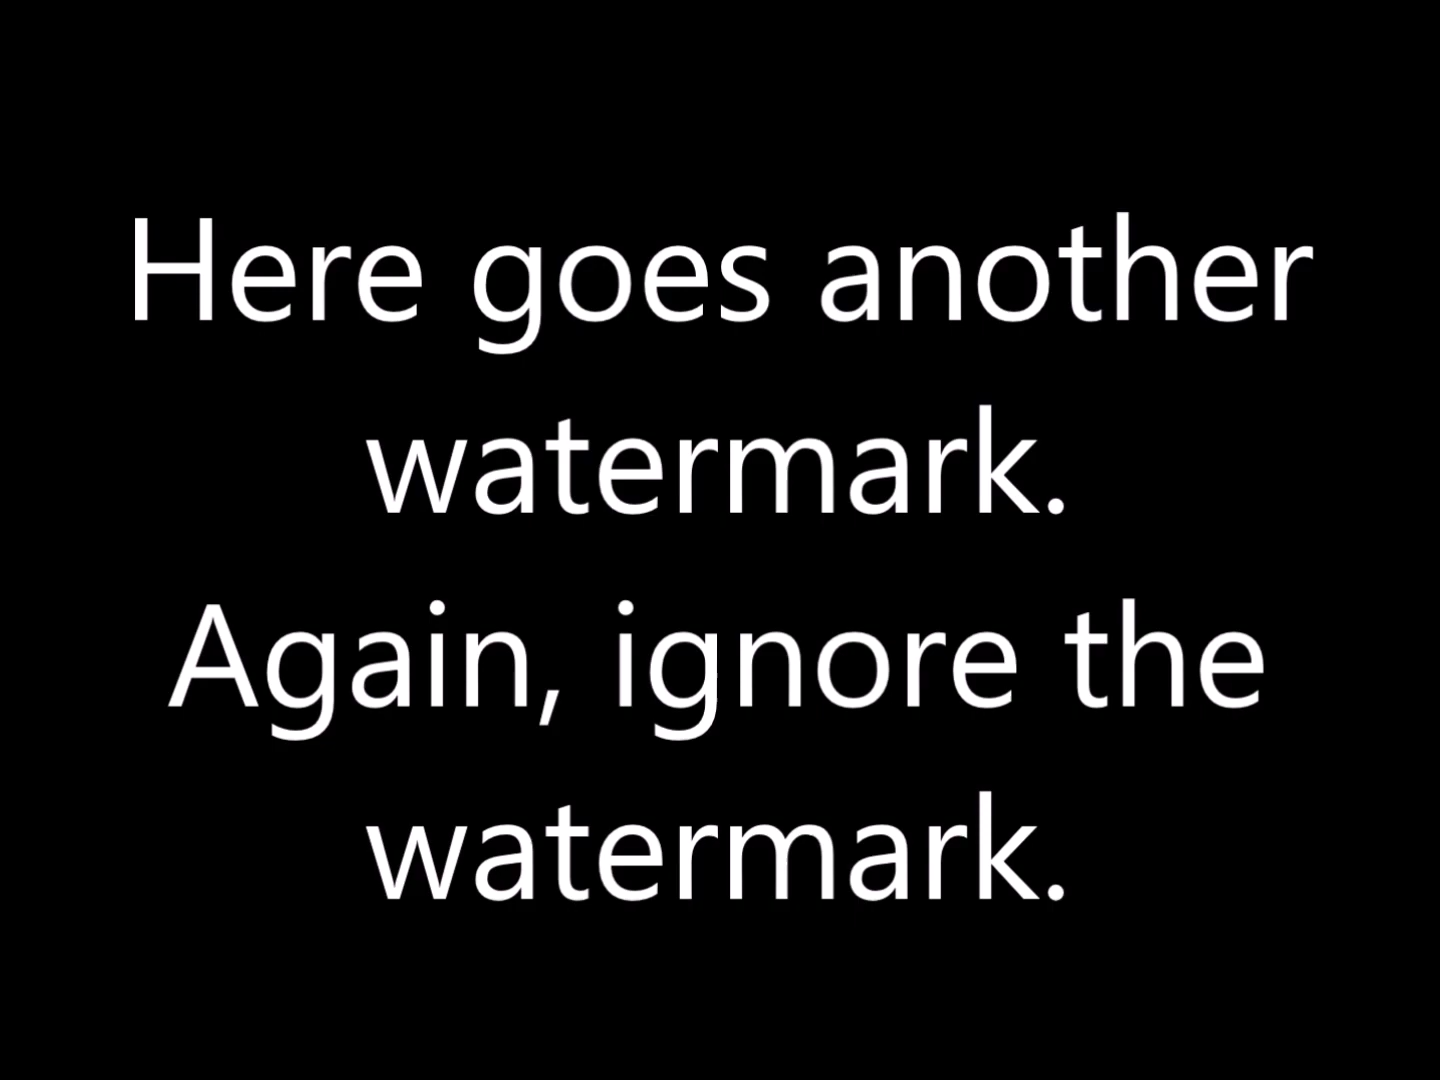 Here goes another
watermark.
Again, ignore the
watermark.